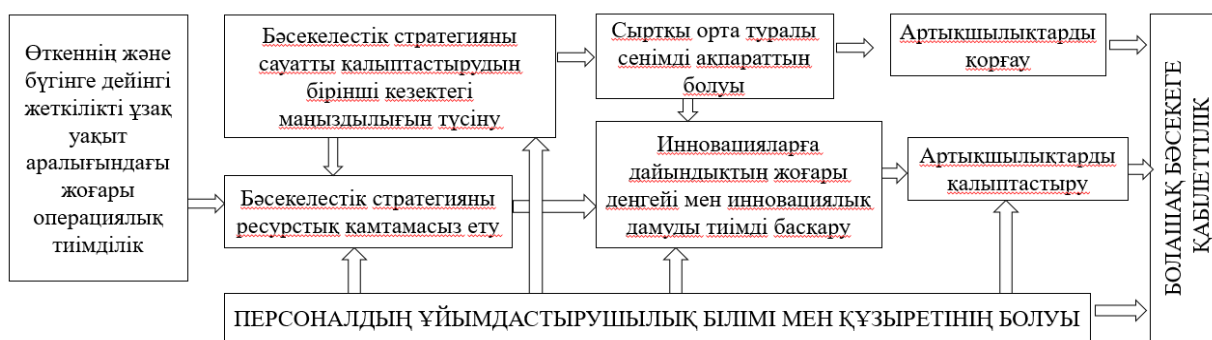 Өткеннің және
бүгінге дейінгі
жеткілікті ұзақ
уақыт
аралығындағы
жоғары
операциялық
тиімділік
Бәсекелестік стратегияны
сауатты қалыптастырудың
бірінші кезектегі
маңыздылығын түсіну
Сыртқы орта туралы
сенімді ақпараттың
болуы
Артықшылықтарды
қорғау
Бәсекелестік стратегияны
ресурстық қамтамасыз ету
Инновацияларға
дайындықтың жоғары
деңгейі мен инновациялық
дамуды тиімді басқару
Артықшылықтарды
қалыптастыру
ПЕРСОНАЛДЫҢ ҰЙЫМДАСТЫРУШЫЛЫҚ БІЛІМІ МЕН ҚҰЗЫРЕТІНІҢ БОЛУЫ
БОЛАШАҚ БӘСЕКЕГЕ
ҚАБІЛЕТТІЛІК